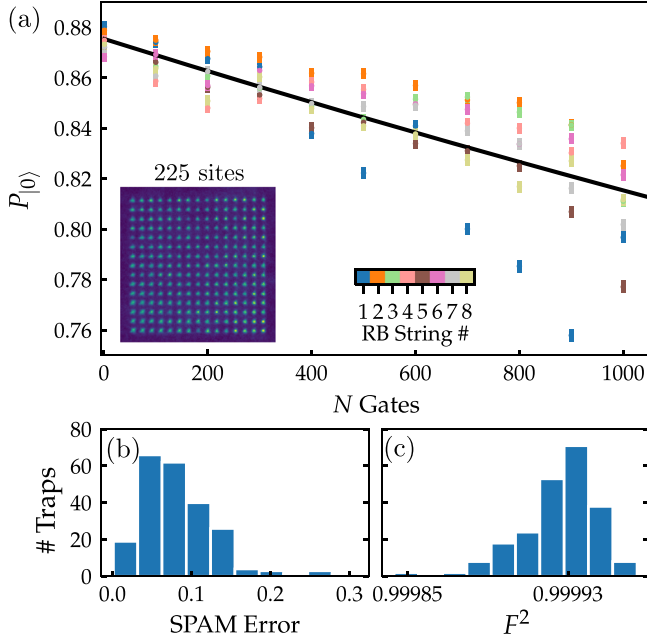 (a)
0.88
0.86
0.84
0.82
0.80
0.78
0.76
P|0⟩
225 sites
1 2 3 4 5 6 7 8
RB String #
0 200 400 600 800 1000
N Gates
(b)
80
60
40
20
0
# Traps
0.0 0.1 0.2 0.3
SPAM Error
(c)
0.99985 0.99993
F²